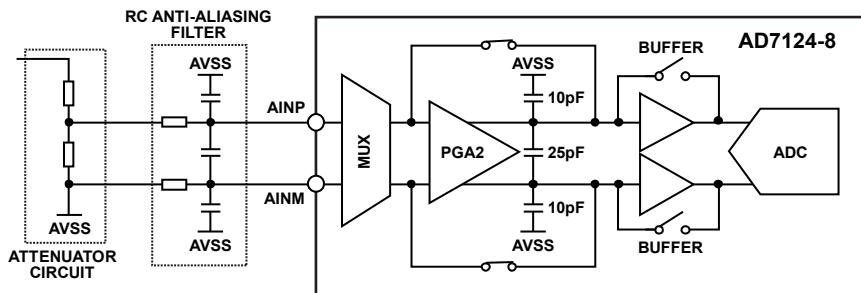 RC ANTI-ALIASING
FILTER
AD7124-8
BUFFER
AVSS
AVSS
10pF
AINP
MUX
PGA2
25pF
ADC
AINM
10pF
AVSS
AVSS
AVSS
BUFFER
ATTENUATOR
CIRCUIT